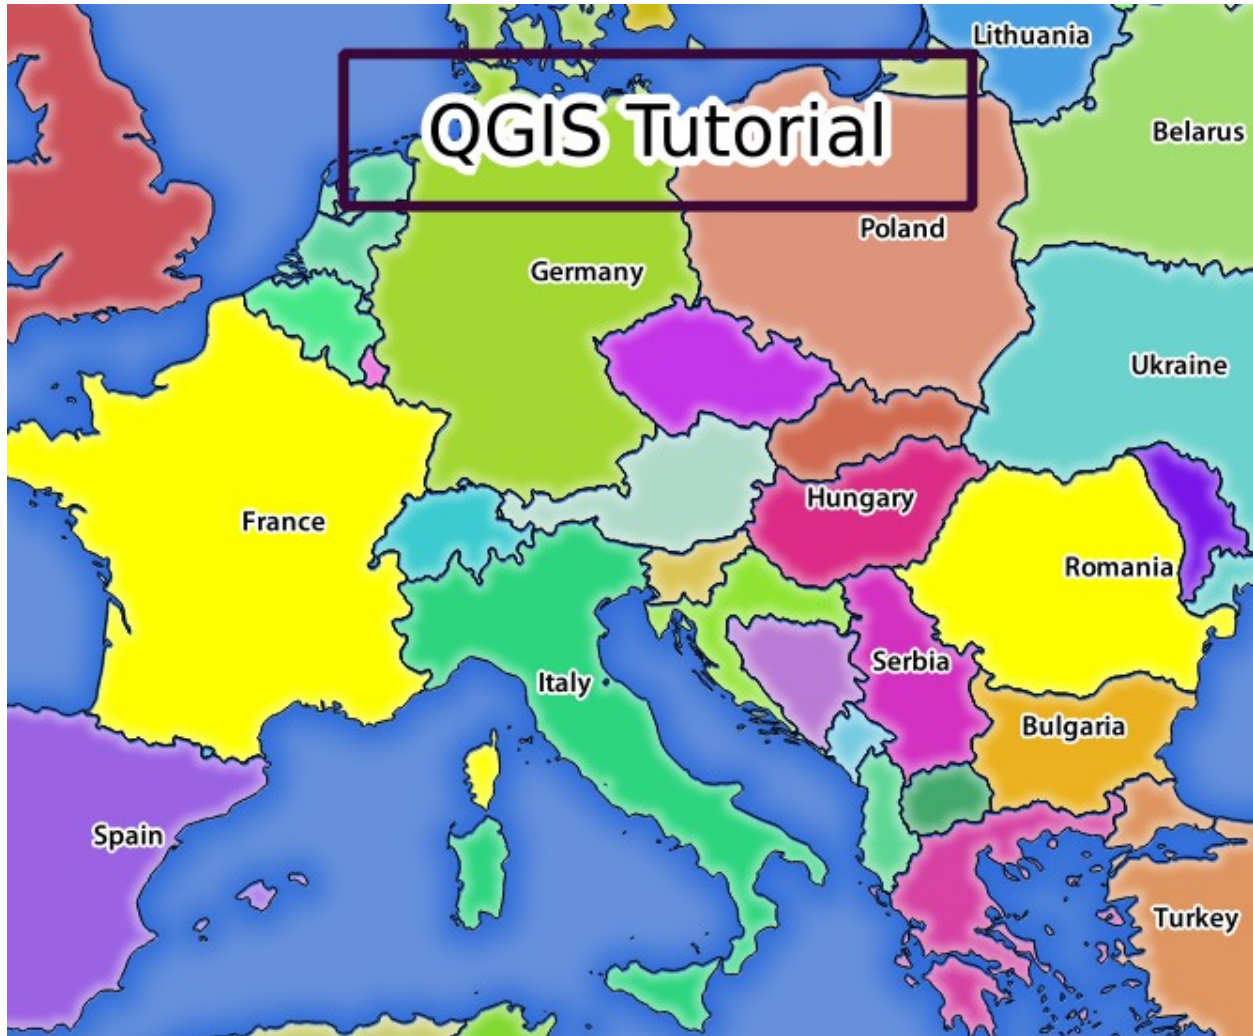 Lithuania
QGIS Tutorial
Belarus
Poland
Germany
Ukraine
Hungary
France
Romania
Serbia
Italy
Bulgaria
Spain
Turkey